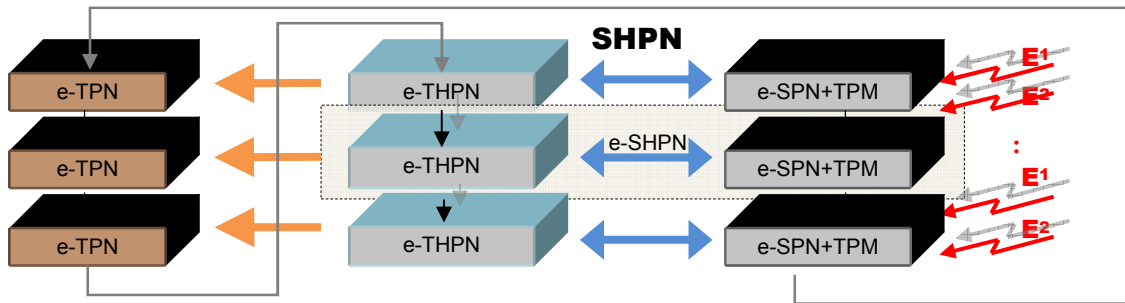 SHPN
e-TPN
e-THPN
e-SPN+TPM
E1
E2
e-TPN
e-THPN
e-SHPN
e-SPN+TPM
:
E1
e-TPN
e-THPN
e-SPN+TPM
E2